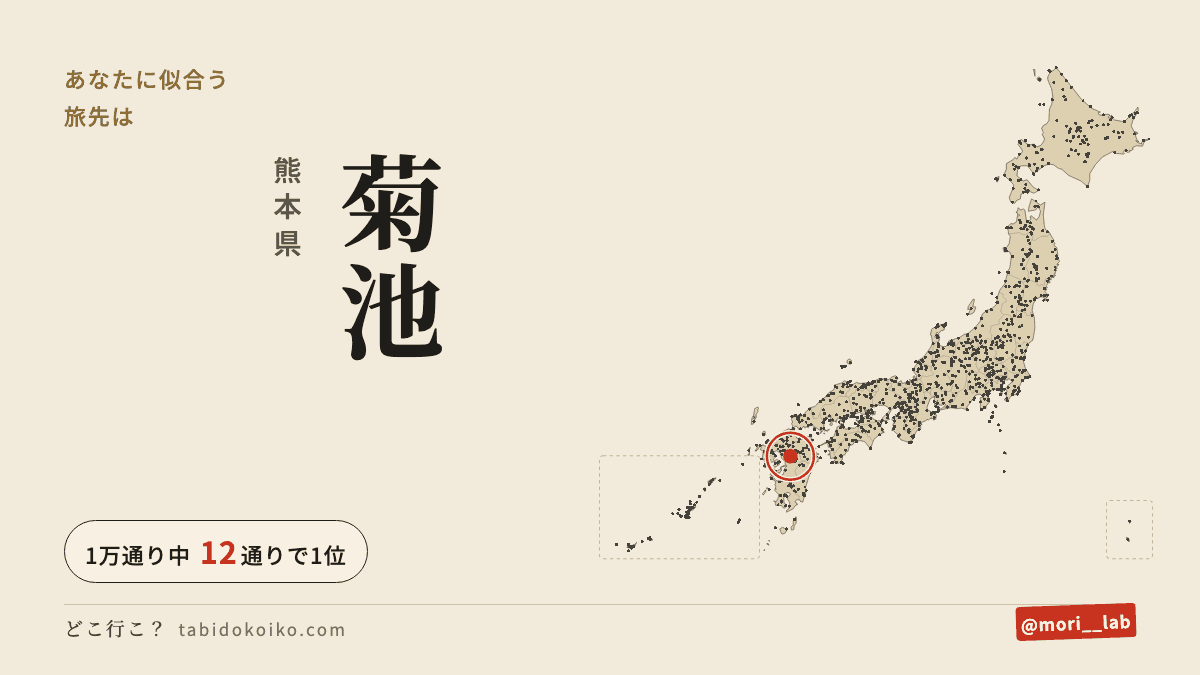 あなたに似合う
旅先は
熊本県
菊池
1万通り中 12通りで1位
どこ行こ？ tabidokoiko.com
@mori__lab